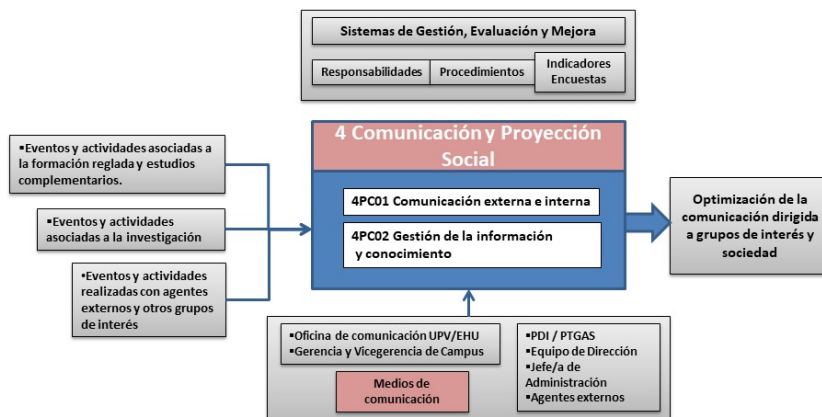 Sistemas de Gestión, Evaluación y Mejora
Responsabilidades
Procedimientos
Indicadores
Encuestas
▪Eventos y actividades asociadas a
la formación reglada y estudios
complementarios.
▪Eventos y actividades
asociadas a la investigación
▪Eventos y actividades
realizadas con agentes
externos y otros grupos
de interés
4 Comunicación y Proyección
Social
4PC01 Comunicación externa e interna
4PC02 Gestión de la información
y conocimiento
Optimización de la
comunicación dirigida
a grupos de interés y
sociedad
▪Oficina de comunicación UPV/EHU
▪Gerencia y Vicegerencia de Campus
Medios de
comunicación
▪PDI / PTGAS
▪Equipo de Dirección
▪Jefe/a de
Administración
▪Agentes externos